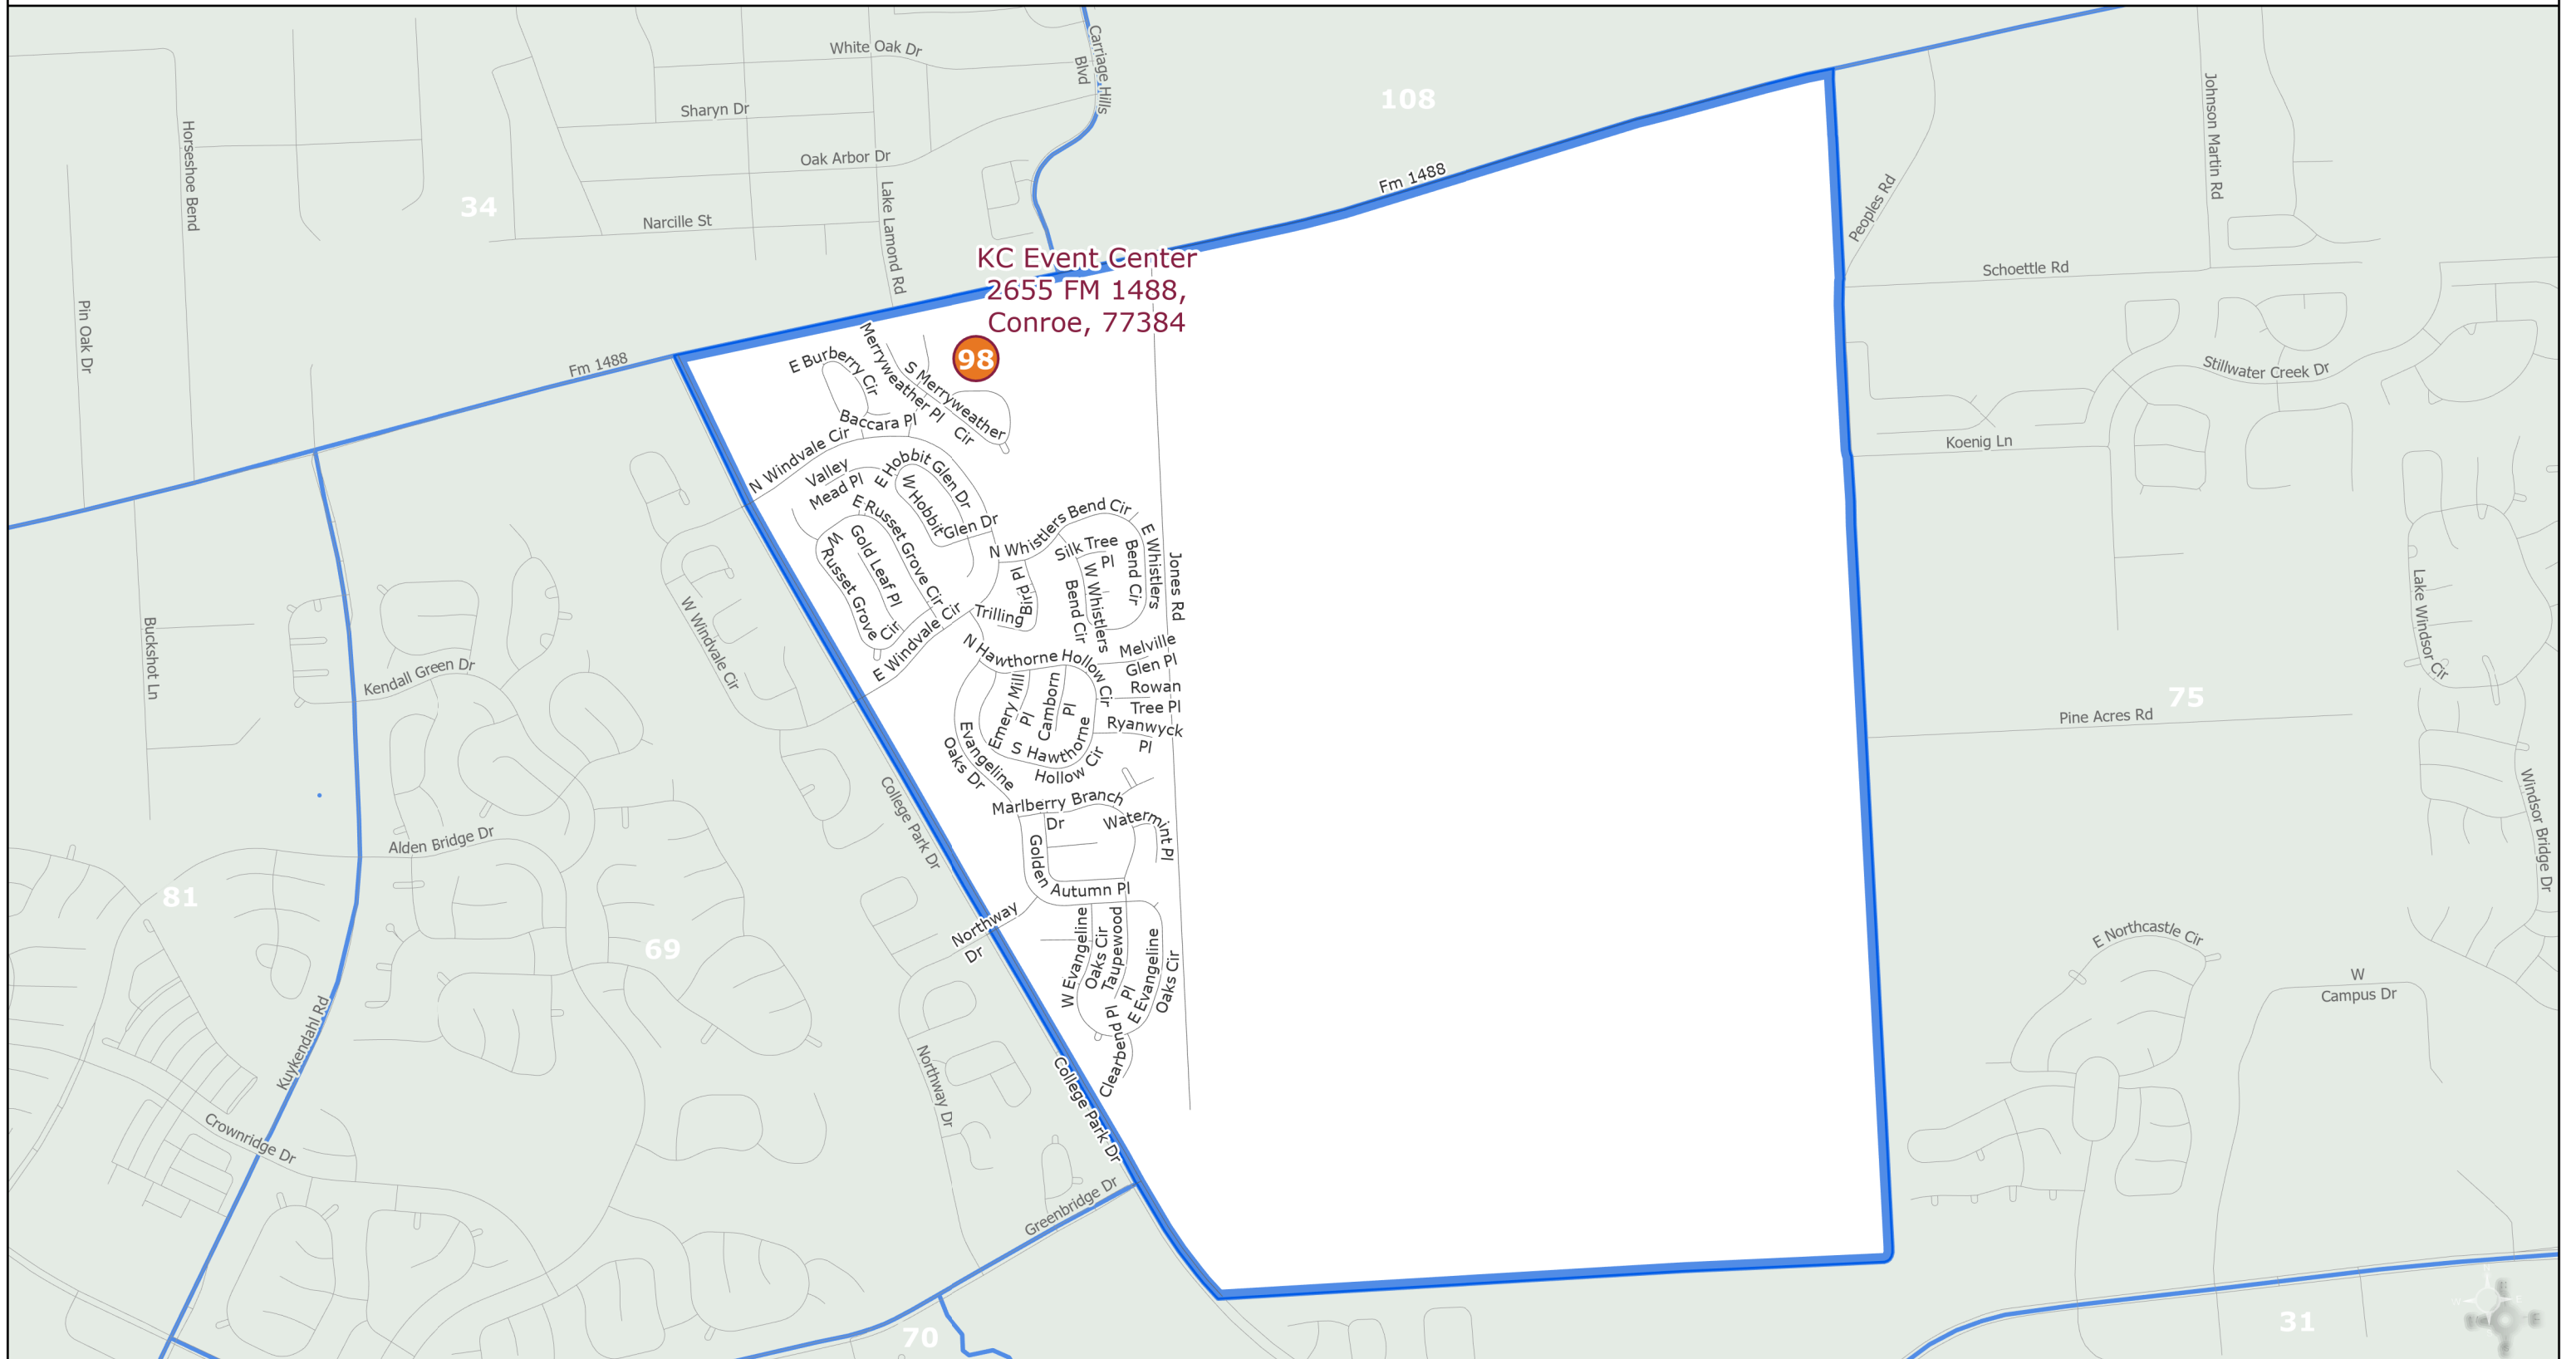 White Oak Dr
Carriage Hills
Blvd
Sharyn Dr
108
Johnson Martin Rd
Horseshoe Bend
Oak Arbor Dr
34
Narcille St
Lake Lamond Rd
Fm 1488
Peoples Rd
KC Event Center
2655 FM 1488,
Conroe, 77384
Schoettle Rd
Pin Oak Dr
Fm 1488
98
E Burberry Cir
Merryweather Pl
S Merryweather
Cir
Baccara Pl
Stillwater Creek Dr
Koenig Ln
N Windvale Cir
Valley
Mead Pl
E Hobbit Glen Dr
W Hobbit
Glen Dr
E Russet Grove Cir
W
Russet Grove
Cir
Gold Leaf Pl
N Whistlers Bend Cir
Silk Tree
Pl
E Whistlers
Bend Cir
W Whistlers
Bend Cir
Jones Rd
Trilling
Bird Pl
E Windvale Cir
W Windvale Cir
Buckshot Ln
Kendall Green Dr
Lake Windsor Cir
N Hawthorne Hollow Cir
Melville
Glen Pl
Rowan
Tree Pl
Ryanwyck
Pl
Emery Mill
Pl
Camborn
Pl
S Hawthorne
Hollow Cir
Evangeline
Oaks Dr
75
Pine Acres Rd
College Park Dr
Marlberry Branch
Dr
Watermint Pl
Windsor Bridge Dr
Alden Bridge Dr
81
Golden
Autumn Pl
69
Northway
Dr
W Evangeline
Oaks Cir
Taupewood
Pl
E Evangeline
Oaks Cir
E Northcastle Cir
W
Campus Dr
Kuykendahl Rd
Clearbend Pl
College Park Dr
Northway Dr
Crownridge Dr
Greenbridge Dr
70
31